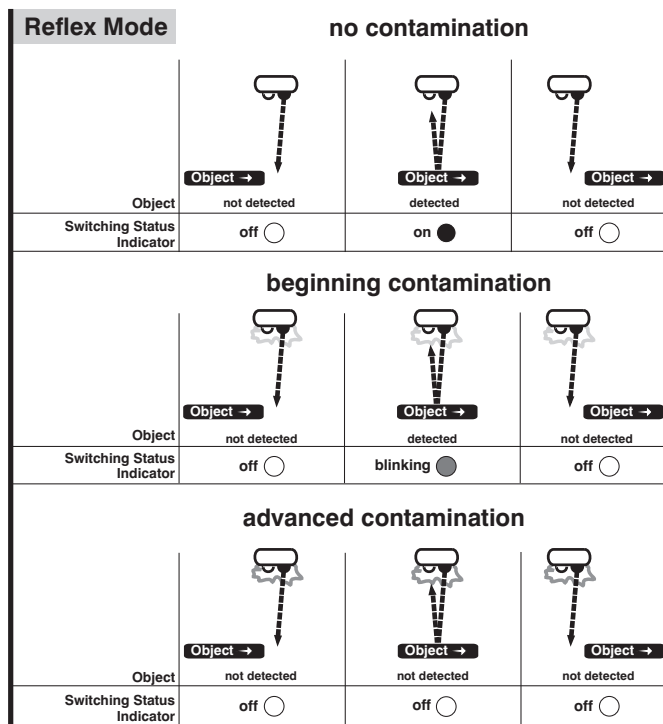 Reflex Mode
no contamination
Object → Object → Object →
Object not detected detected not detected
Switching Status
Indicator
off on off
beginning contamination
Object → Object → Object →
Object not detected detected not detected
Switching Status
Indicator
off blinking off
advanced contamination
Object → Object → Object →
Object not detected not detected not detected
Switching Status
Indicator
off off off